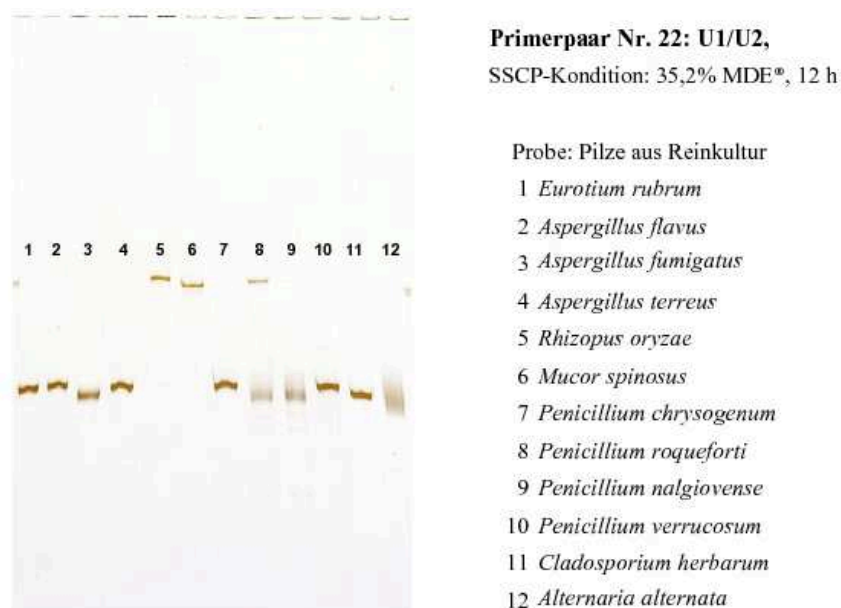 Primerpaar Nr. 22: U1/U2,
SSCP-Kondition: 35,2% MDE®, 12 h
Probe: Pilze aus Reinkultur
1 Eurotium rubrum
2 Aspergillus flavus
3 Aspergillus fumigatus
4 Aspergillus terreus
5 Rhizopus oryzae
6 Mucor spinosus
7 Penicillium chrysogenum
8 Penicillium roqueforti
9 Penicillium nalgiovense
10 Penicillium verrucosum
11 Cladosporium herbarum
12 Alternaria alternata
1 2 3 4 5 6 7 8 9 10 11 12